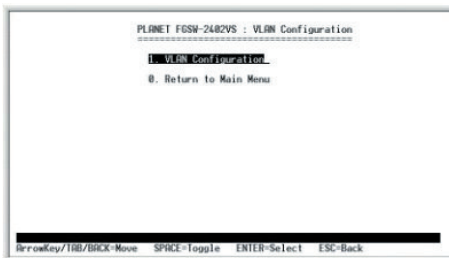 PLANET FGSW-2402VS : VLAN Configuration
1. VLAN Configuration
0. Return to Main Menu
ArrowKey/TAB/BACK=Move SPACE=Toggle ENTER=Select ESC=Back